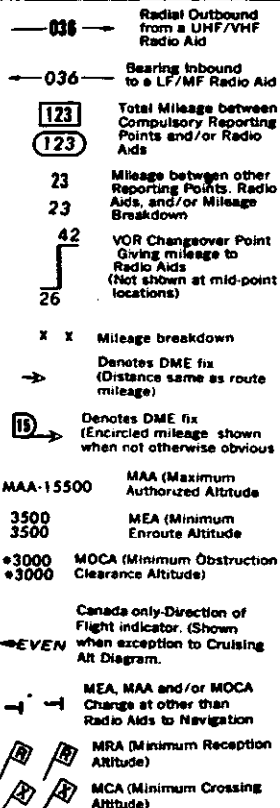 Radial Outbound
036 from a UHF/VHF
Radio Aid
Bearing Inbound
036 to a LF/MF Radio Aid
123 Total Mileage between
Compulsory Reporting
123 Points and/or Radio
Aids
23 Mileage between other
Reporting Points. Radio
23 Aids, and/or Mileage
Breakdown
42 VOR Changeover Point
Giving mileage to
Radio Aids
(Not shown at mid-point
26 locations)
x x Mileage breakdown
Denotes DME fix
(Distance same as route
mileage)
15 Denotes DME fix
(Encircled mileage shown
when not otherwise obvious
MAA-15500 MAA (Maximum
Authorized Altitude
3500 MEA (Minimum
3500 Enroute Altitude
*3000 MOCA (Minimum Obstruction
*3000 Clearance Altitude)
Canada only-Direction of
Flight indicator. (Shown
EVEN when exception to Cruising
Alt Diagram.
MEA, MAA and/or MOCA
Change at other than
Radio Aids to Navigation
R R MRA (Minimum Reception
Altitude)
X X MCA (Minimum Crossing
Altitude)